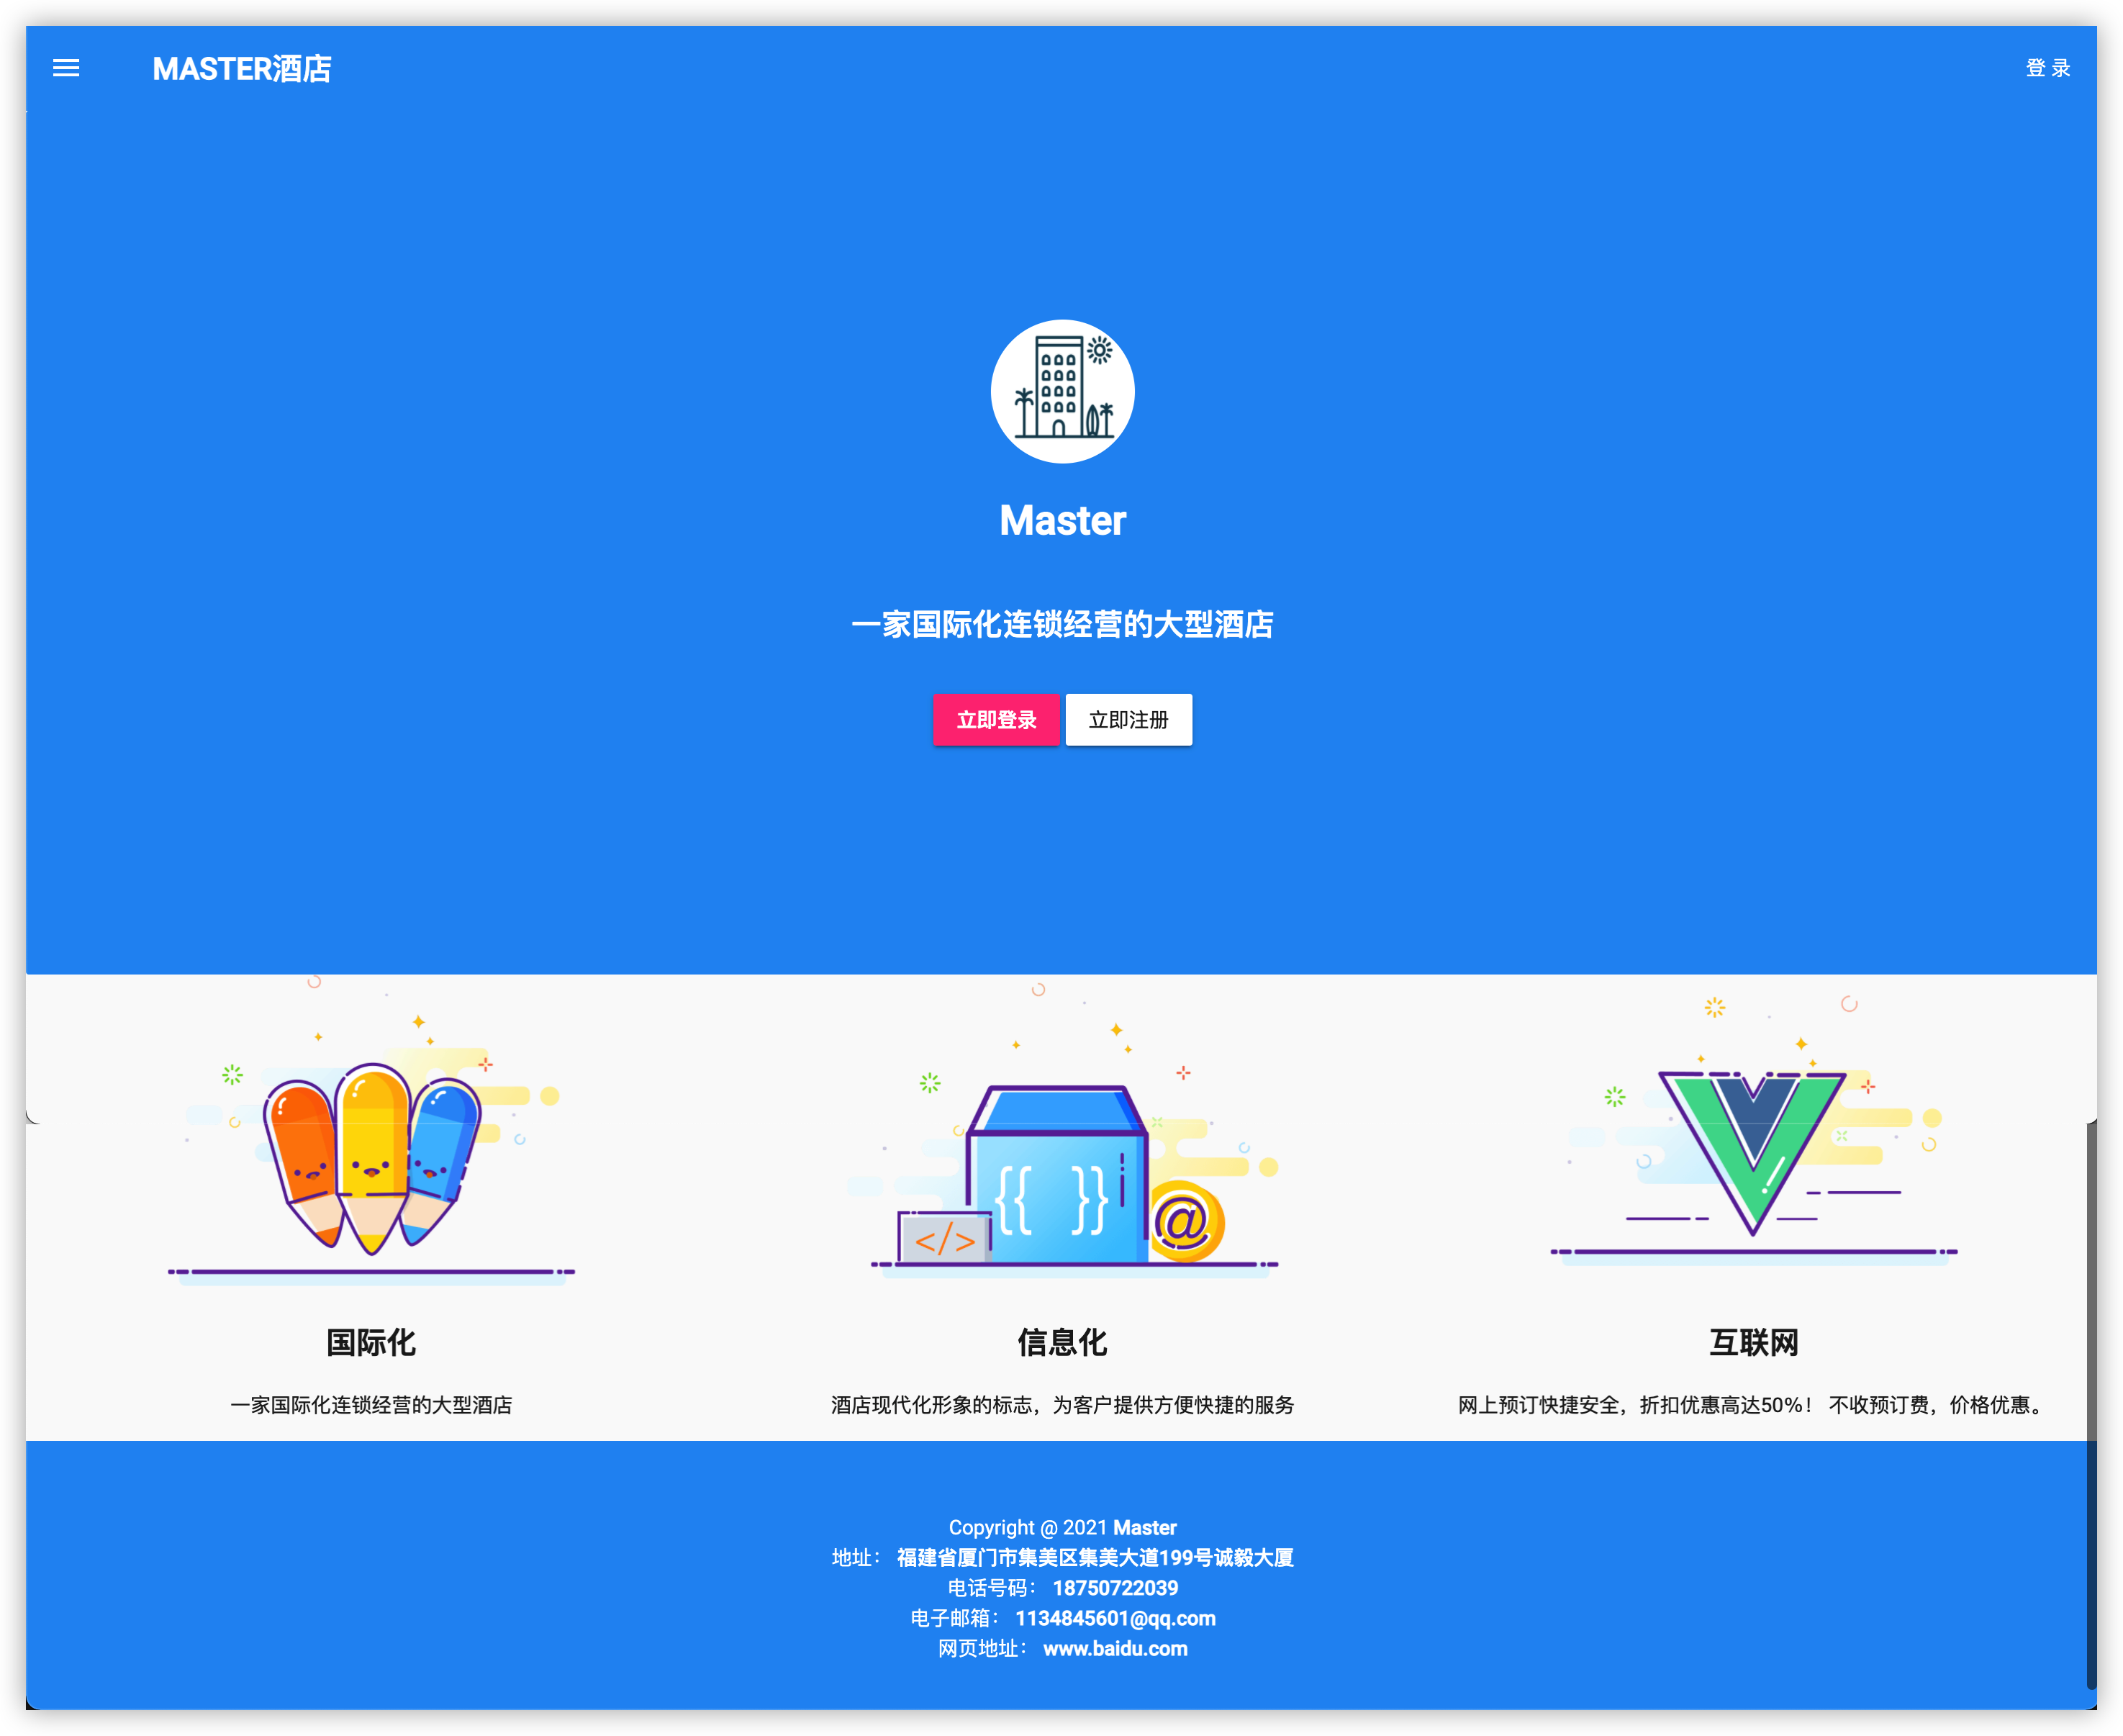 MASTER酒店
登 录
Master
一家国际化连锁经营的大型酒店
立即登录
立即注册
{{ }}
</>
@
国际化
信息化
互联网
一家国际化连锁经营的大型酒店
酒店现代化形象的标志，为客户提供方便快捷的服务
网上预订快捷安全，折扣优惠高达50%！ 不收预订费，价格优惠。
Copyright @ 2021 Master
地址： 福建省厦门市集美区集美大道199号诚毅大厦
电话号码： 18750722039
电子邮箱： 1134845601@qq.com
网页地址： www.baidu.com